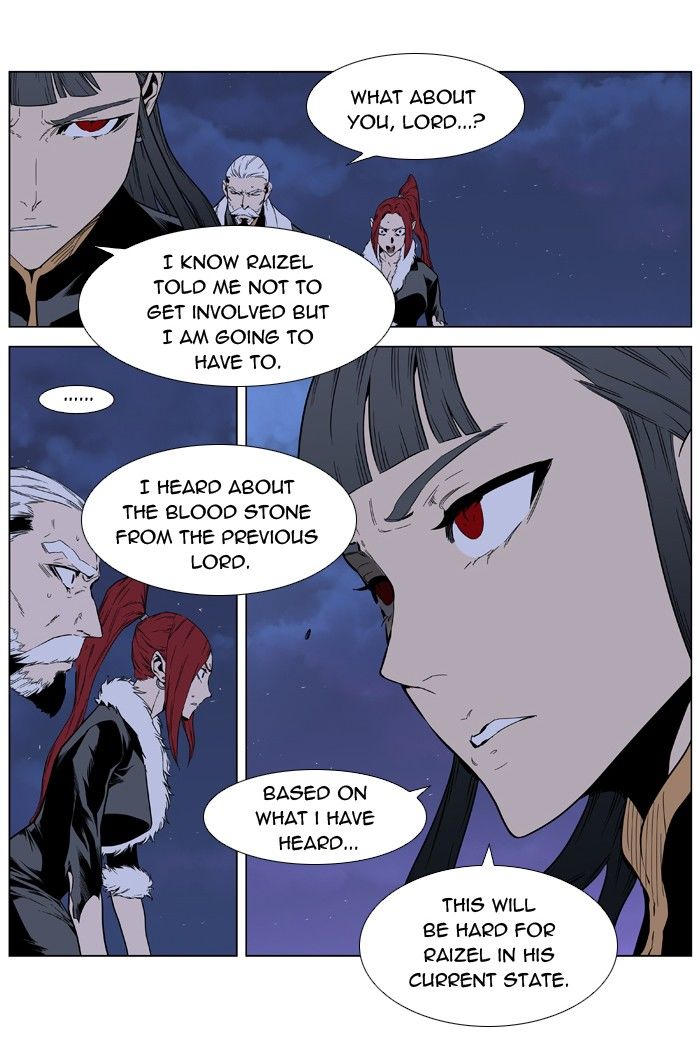 WHAT ABOUT
YOU, LORD...?
I KNOW RAIZEL
TOLD ME NOT TO
GET INVOLVED BUT
I AM GOING TO
HAVE TO.
......
I HEARD ABOUT
THE BLOOD STONE
FROM THE PREVIOUS
LORD.
BASED ON
WHAT I HAVE
HEARD...
THIS WILL
BE HARD FOR
RAIZEL IN HIS
CURRENT STATE.